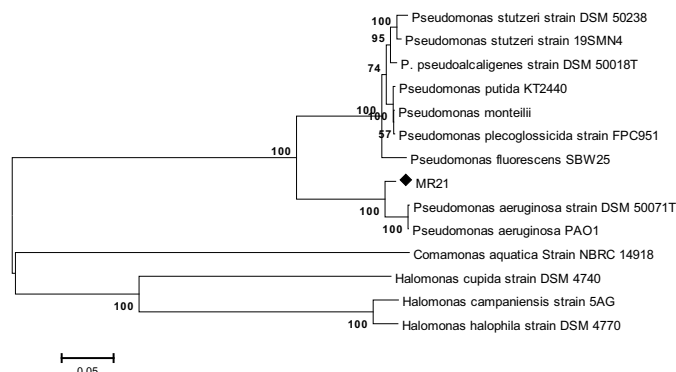 100
Pseudomonas stutzeri strain DSM 50238
95
Pseudomonas stutzeri strain 19SMN4
P. pseudoalcaligenes strain DSM 50018T
74
Pseudomonas putida KT2440
100
100
Pseudomonas monteilii
57
Pseudomonas plecoglossicida strain FPC951
100
Pseudomonas fluorescens SBW25
MR21
100
Pseudomonas aeruginosa strain DSM 50071T
100
Pseudomonas aeruginosa PAO1
Comamonas aquatica Strain NBRC 14918
Halomonas cupida strain DSM 4740
100
Halomonas campaniensis strain 5AG
100
Halomonas halophila strain DSM 4770
0.05